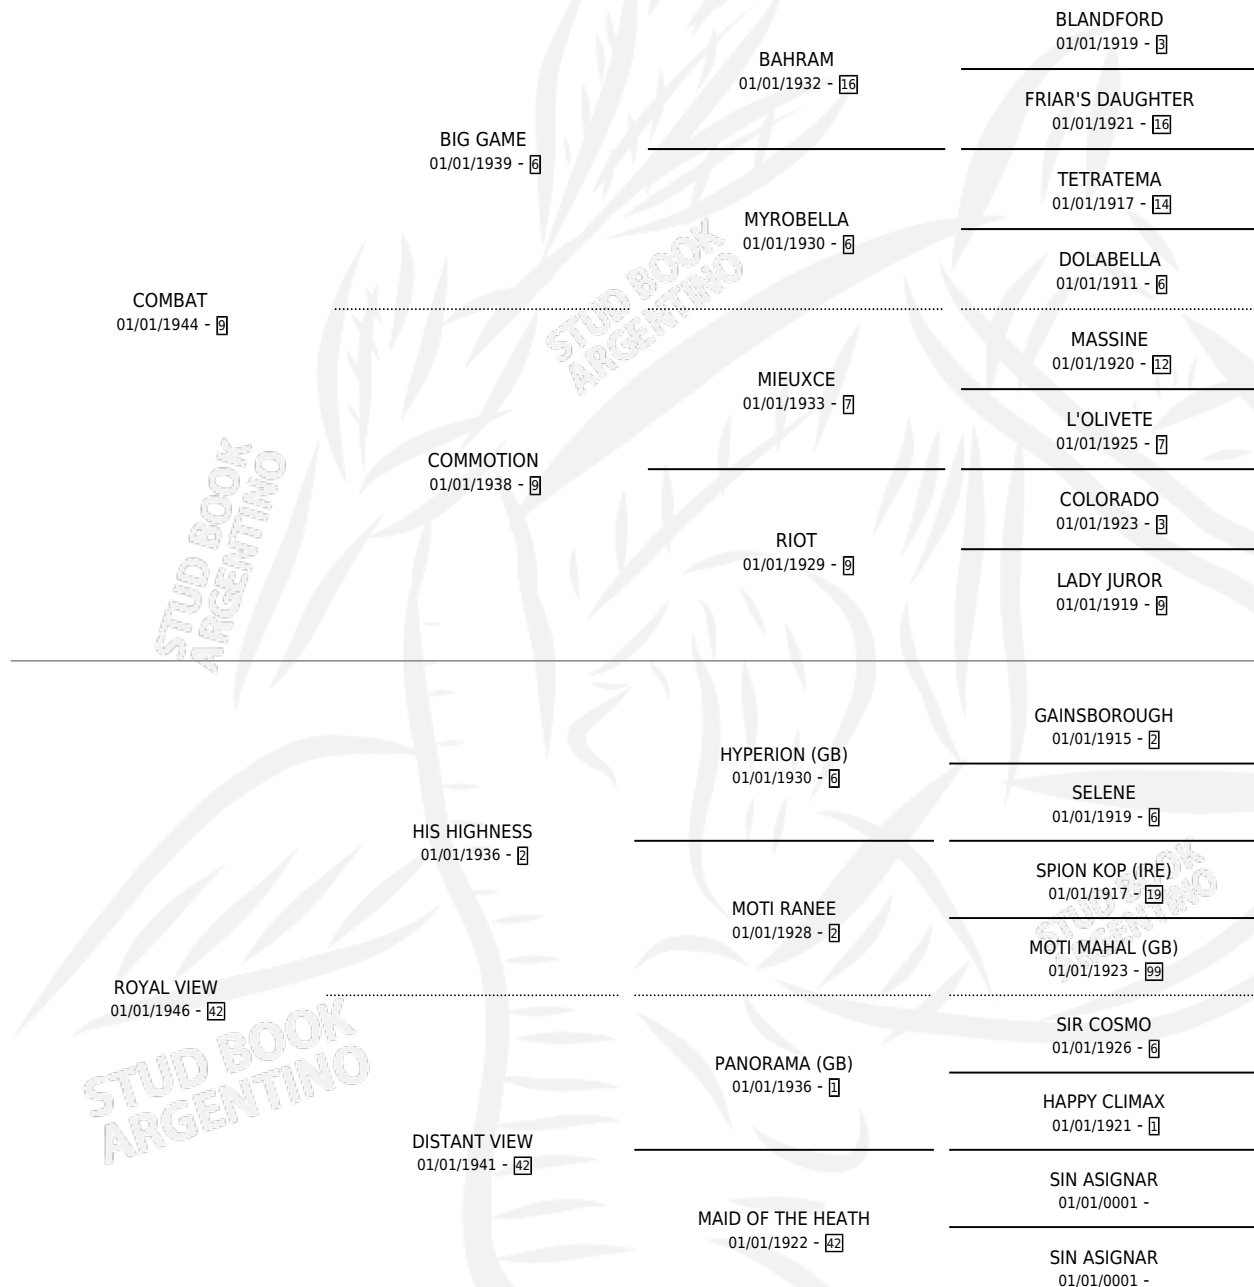 BLANDFORD
01/01/1919 - 3
BAHRAM
01/01/1932 - 16
FRIAR'S DAUGHTER
01/01/1921 - 16
BIG GAME
01/01/1939 - 6
TETRATEMA
01/01/1917 - 14
MYROBELLA
01/01/1930 - 6
DOLABELLA
01/01/1911 - 6
COMBAT
01/01/1944 - 9
MASSINE
01/01/1920 - 12
MIEUXCE
01/01/1933 - 7
L'OLIVETE
01/01/1925 - 7
COMMOTION
01/01/1938 - 9
COLORADO
01/01/1923 - 3
RIOT
01/01/1929 - 9
LADY JUROR
01/01/1919 - 9
GAINSBOROUGH
01/01/1915 - 2
HYPERION (GB)
01/01/1930 - 6
SELENE
01/01/1919 - 6
HIS HIGHNESS
01/01/1936 - 2
SPION KOP (IRE)
01/01/1917 - 19
MOTI RANEE
01/01/1928 - 2
MOTI MAHAL (GB)
01/01/1923 - 99
ROYAL VIEW
01/01/1946 - 42
SIR COSMO
01/01/1926 - 6
PANORAMA (GB)
01/01/1936 - 1
HAPPY CLIMAX
01/01/1921 - 1
DISTANT VIEW
01/01/1941 - 42
SIN ASIGNAR
01/01/0001 -
MAID OF THE HEATH
01/01/1922 - 42
SIN ASIGNAR
01/01/0001 -
STUD BOOK
ARGENTINO
STUD BOOK
ARGENTINO
STUD BOOK
ARGENTINO
STUD BOOK
ARGENTINO